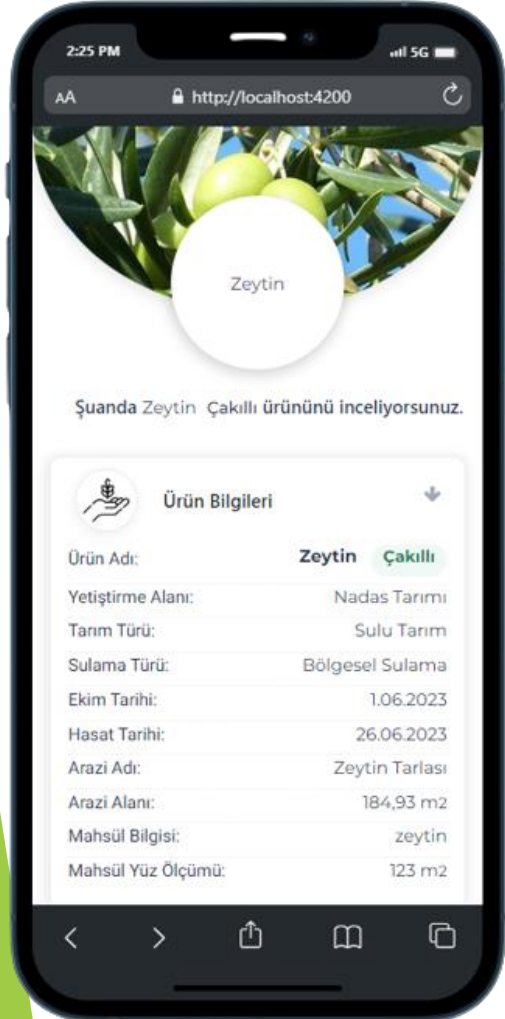 2:25 PM 5G
AA http://localhost:4200
Zeytin
Şuanda Zeytin Çakıllı ürününü inceliyorsunuz.
Ürün Bilgileri
Ürün Adı: Zeytin Çakıllı
Yetiştirme Alanı: Nadas Tarımı
Tarım Türü: Sulu Tarım
Sulama Türü: Bölgesel Sulama
Ekim Tarihi: 1.06.2023
Hasat Tarihi: 26.06.2023
Arazi Adı: Zeytin Tarlası
Arazi Alanı: 184,93 m2
Mahsül Bilgisi: zeytin
Mahsül Yüz Ölçümü: 123 m2